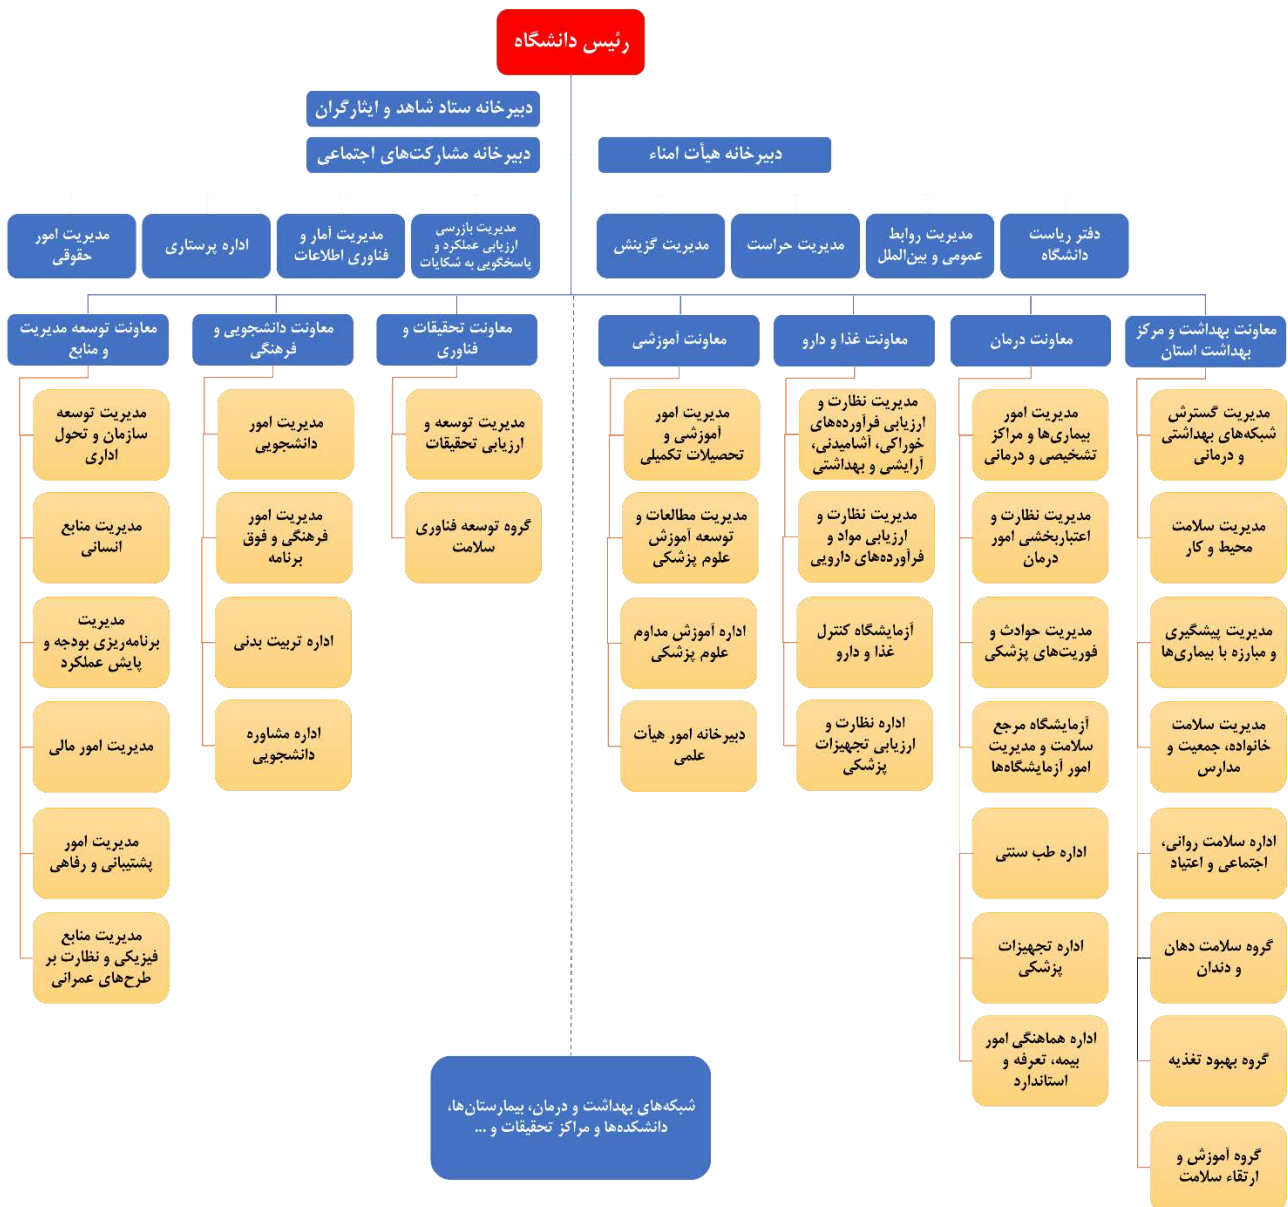 رئیس دانشگاه
دبیرخانه ستاد شاهد و ایثارگران
دبیرخانه هیأت امناء
دبیرخانه مشارکت‌های اجتماعی
دفتر ریاست
دانشگاه
مدیریت روابط
عمومی و بین‌الملل
مدیریت حراست
مدیریت گزینش
مدیریت بازرسی
ارزیابی عملکرد و
پاسخگویی به شکایات
مدیریت آمار و
فناوری اطلاعات
اداره پرستاری
مدیریت امور
حقوقی
معاونت بهداشت و مرکز
بهداشت استان
مدیریت گسترش
شبکه‌های بهداشتی
و درمانی
مدیریت سلامت
محیط و کار
مدیریت پیشگیری
و مبارزه با بیماری‌ها
مدیریت سلامت
خانواده، جمعیت و
مدارس
اداره سلامت روانی،
اجتماعی و اعتیاد
گروه سلامت دهان
و دندان
گروه بهبود تغذیه
گروه آموزش و
ارتقاء سلامت
معاونت درمان
مدیریت امور
بیماری‌ها و مراکز
تشخیصی و درمانی
مدیریت نظارت و
اعتباربخشی امور
درمان
مدیریت حوادث و
فوریت‌های پزشکی
آزمایشگاه مرجع
سلامت و مدیریت
امور آزمایشگاه‌ها
اداره طب سنتی
اداره تجهیزات
پزشکی
اداره هماهنگی امور
بیمه، تعرفه و
استاندارد
معاونت غذا و دارو
مدیریت نظارت و
ارزیابی فرآورده‌های
خوراکی، آشامیدنی،
آرایشی و بهداشتی
مدیریت نظارت و
ارزیابی مواد و
فرآورده‌های دارویی
آزمایشگاه کنترل
غذا و دارو
اداره نظارت و
ارزیابی تجهیزات
پزشکی
معاونت آموزشی
مدیریت امور
آموزشی و
تحصیلات تکمیلی
مدیریت مطالعات و
توسعه آموزش
علوم پزشکی
اداره آموزش مداوم
علوم پزشکی
دبیرخانه امور هیأت
علمی
معاونت تحقیقات و
فناوری
مدیریت توسعه و
ارزیابی تحقیقات
گروه توسعه فناوری
سلامت
معاونت دانشجویی و
فرهنگی
مدیریت امور
دانشجویی
مدیریت امور
فرهنگی و فوق
برنامه
اداره تربیت بدنی
اداره مشاوره
دانشجویی
معاونت توسعه مدیریت
و منابع
مدیریت توسعه
سازمان و تحول
اداری
مدیریت منابع
انسانی
مدیریت
برنامه‌ریزی بودجه و
پایش عملکرد
مدیریت امور مالی
مدیریت امور
پشتیبانی و رفاهی
مدیریت منابع
فیزیکی و نظارت بر
طرح‌های عمرانی
شبکه‌های بهداشت و درمان، بیمارستان‌ها،
دانشکده‌ها و مراکز تحقیقات و ...